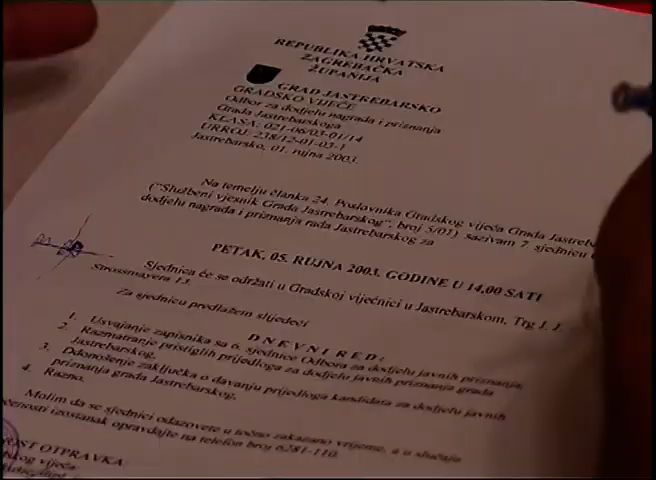 REPUBLIKA HRVATSKA
ZAGREBAČKA
ŽUPANIJA
GRAD JASTREBARSKO
GRADSKO VIJEĆE
Odbor za dodjelu nagrada i priznanja
Grada Jastrebarskoga
KLASA: 021-06/03-01/14
URBROJ: 238/12-01-03-1
Jastrebarsko, 01. rujna 2003.
Na temelju članka 24. Poslovnika Gradskog vijeća Grada
("Službeni vjesnik Grada Jastrebarskog", broj 5/01) sazivam 7 sjednicu
dodjelu nagrada i priznanja rada Jastrebarskog za
PETAK, 05. RUJNA 2003. GODINE U 14,00 SATI
Sjednica će se održati u Gradskoj vijećnici u Jastrebarskom, Trg J. J.
Strossmayera 13.
Za sjednicu predlažem slijedeći
DNEVNI RED:
1. Usvajanje zapisnika sa 6. sjednice Odbora za dodjelu javnih priznanja,
2. Razmatranje pristiglih prijedloga za dodjelu javnih priznanja grada
Jastrebarskog,
3. Ddonošenje zaključka o davanju prijedloga kandidata za dodjelu javnih
priznanja grada Jastrebarskog,
4. Razno.
Molim da se sjednici odazovete u točno zakazano vrijeme, a u slučaju
izostanak opravdajte na telefon broj 6281-110.
OTPRAVKA
vijeća